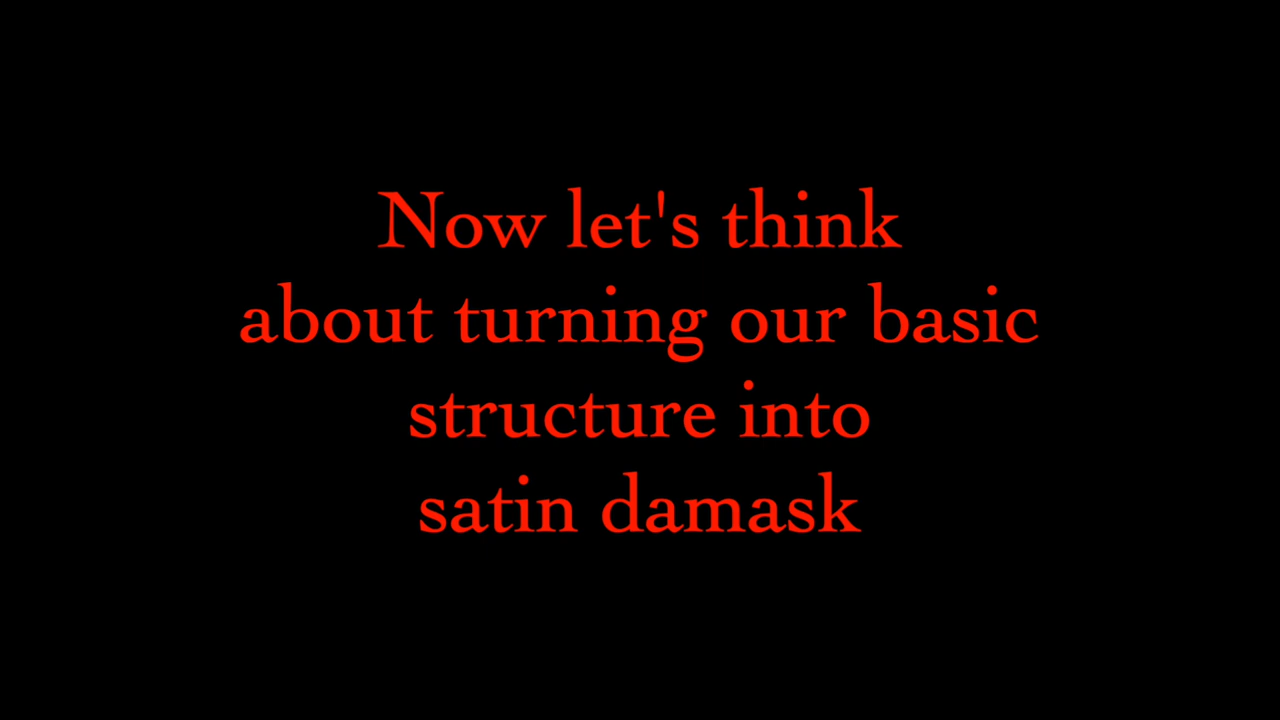 Now let's think
about turning our basic
structure into
satin damask